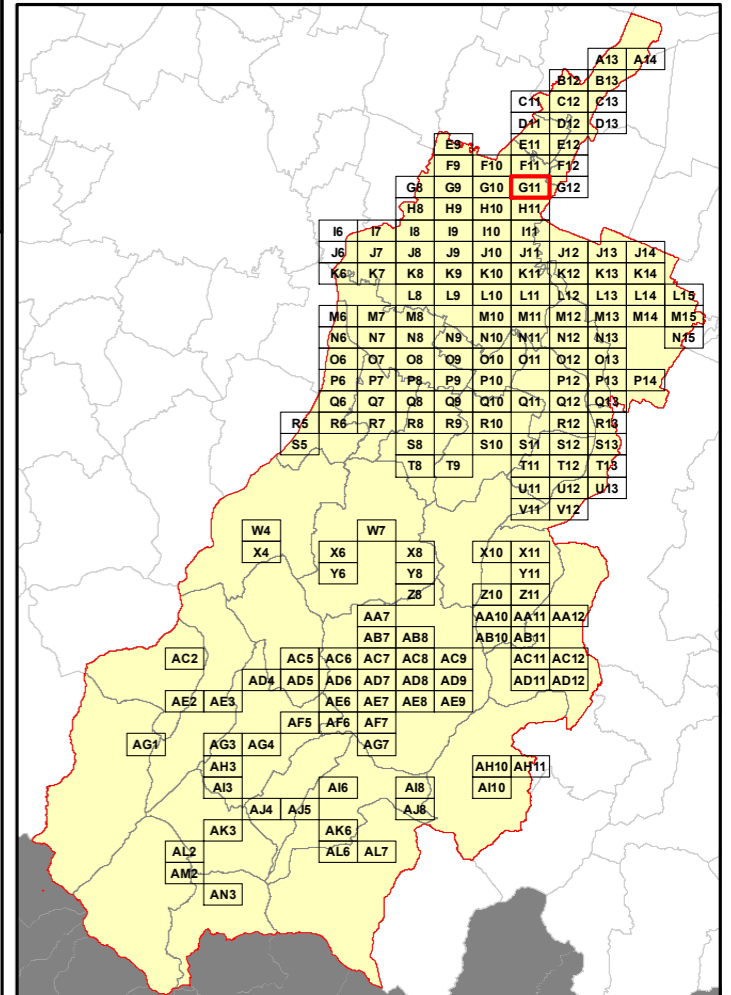 A13 A14
B12 B13
C11 C12 C13
D11 D12 D13
E9 E11 E12
F9 F10 F11 F12
G8 G9 G10 G11 G12
H8 H9 H10 H11
I6 I7 I8 I9 I10 I11
J6 J7 J8 J9 J10 J11 J12 J13 J14
K6 K7 K8 K9 K10 K11 K12 K13 K14
L8 L9 L10 L11 L12 L13 L14 L15
M6 M7 M8 M10 M11 M12 M13 M14 M15
N6 N7 N8 N9 N10 N11 N12 N13 N15
O6 O7 O8 O9 O10 O11 O12 O13
P6 P7 P8 P9 P10 P12 P13 P14
Q6 Q7 Q8 Q9 Q10 Q11 Q12 Q13
R5 R6 R7 R8 R9 R10 R12 R13
S5 S8 S10 S11 S12 S13
T8 T9 T11 T12 T13
U11 U12 U13
V11 V12
W4 W7
X4 X6 X8 X10 X11
Y6 Y8 Y11
Z8 Z10 Z11
AA7 AA10 AA11 AA12
AB7 AB8 AB10 AB11
AC2 AC5 AC6 AC7 AC8 AC9 AC11 AC12
AD4 AD5 AD6 AD7 AD8 AD9 AD11 AD12
AE2 AE3 AE6 AE7 AE8 AE9
AF5 AF6 AF7
AG1 AG3 AG4 AG7
AH3 AH10 AH11
AI3 AI6 AI8 AI10
AJ4 AJ5 AJ8
AK3 AK6
AL2 AL6 AL7
AM2
AN3